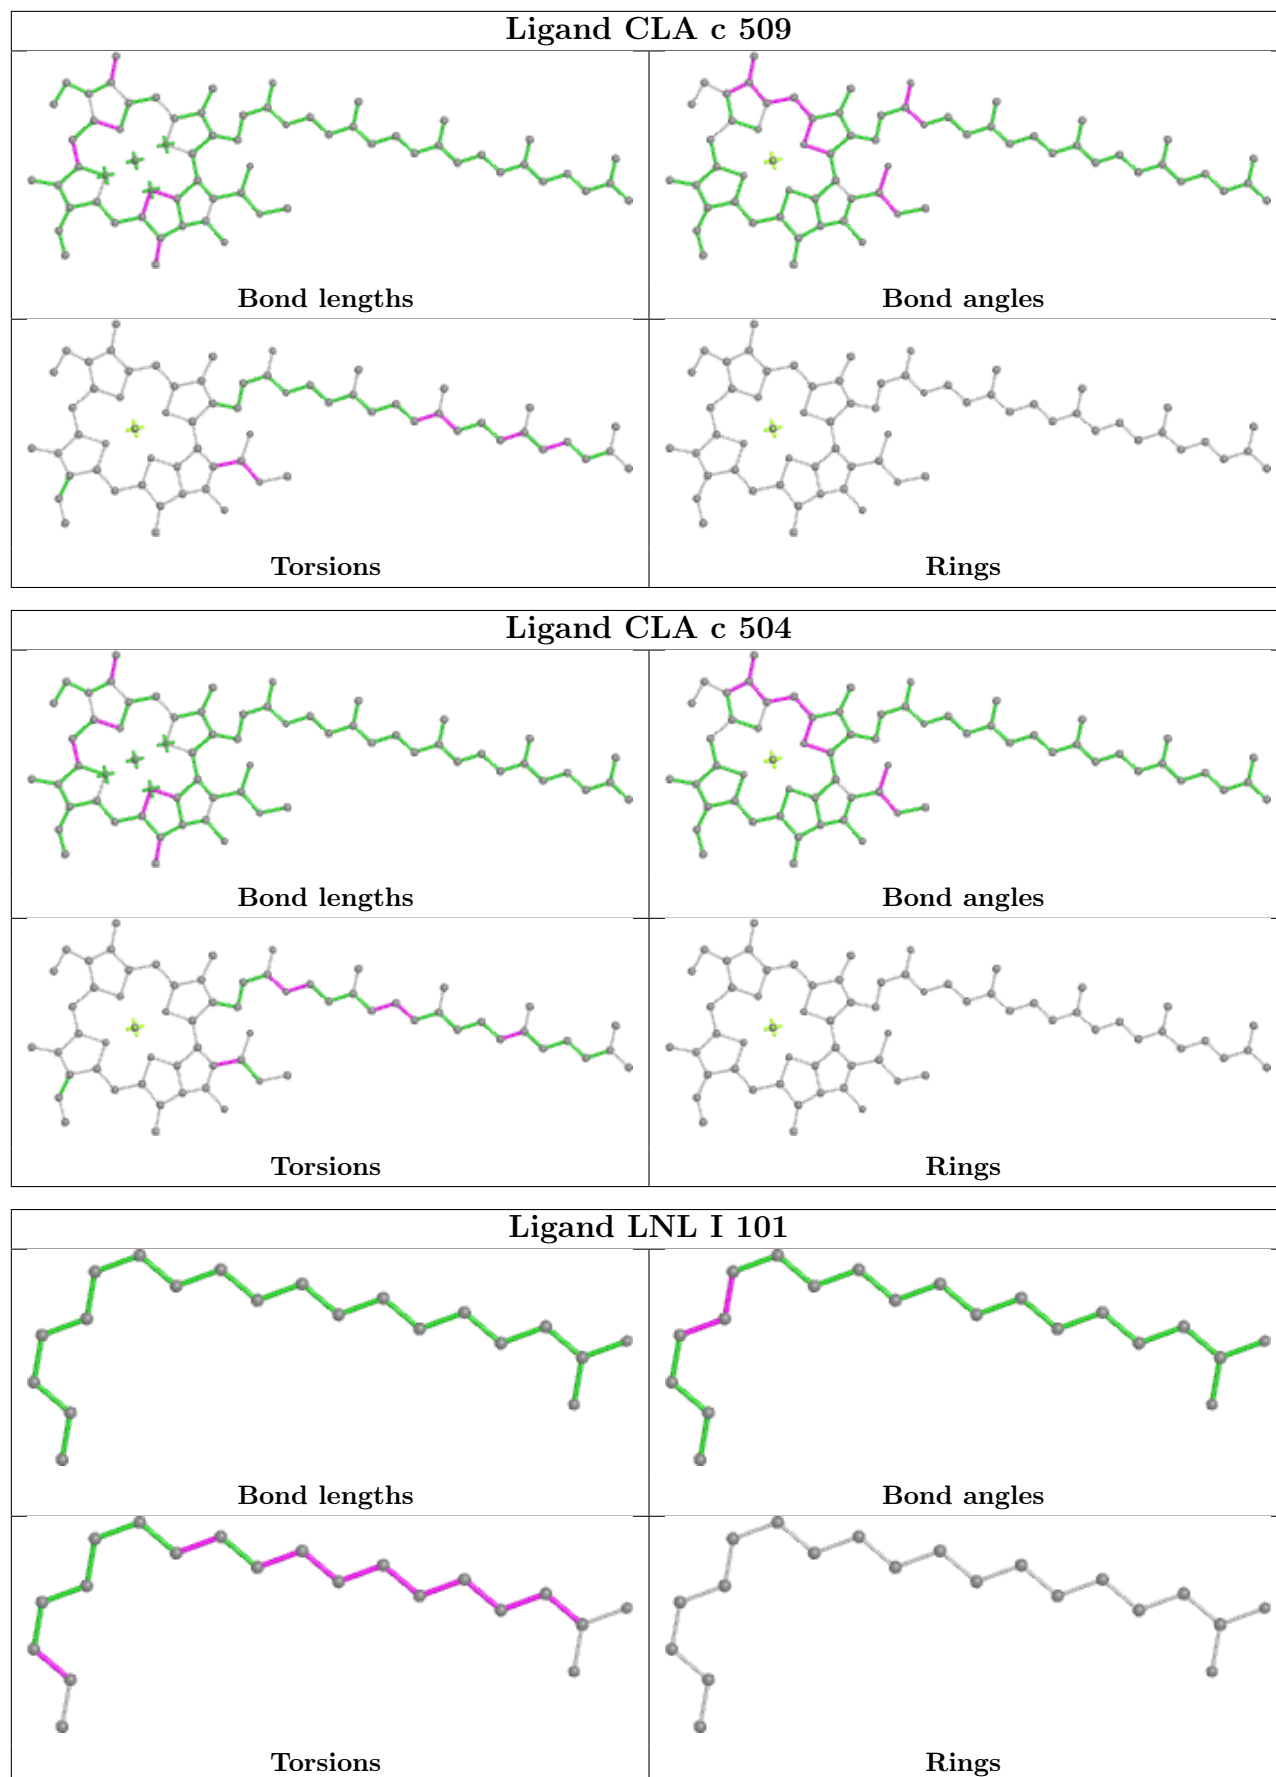 Ligand CLA c 509
Bond lengths
Bond angles
Torsions
Rings
Ligand CLA c 504
Bond lengths
Bond angles
Torsions
Rings
Ligand LNL I 101
Bond lengths
Bond angles
Torsions
Rings